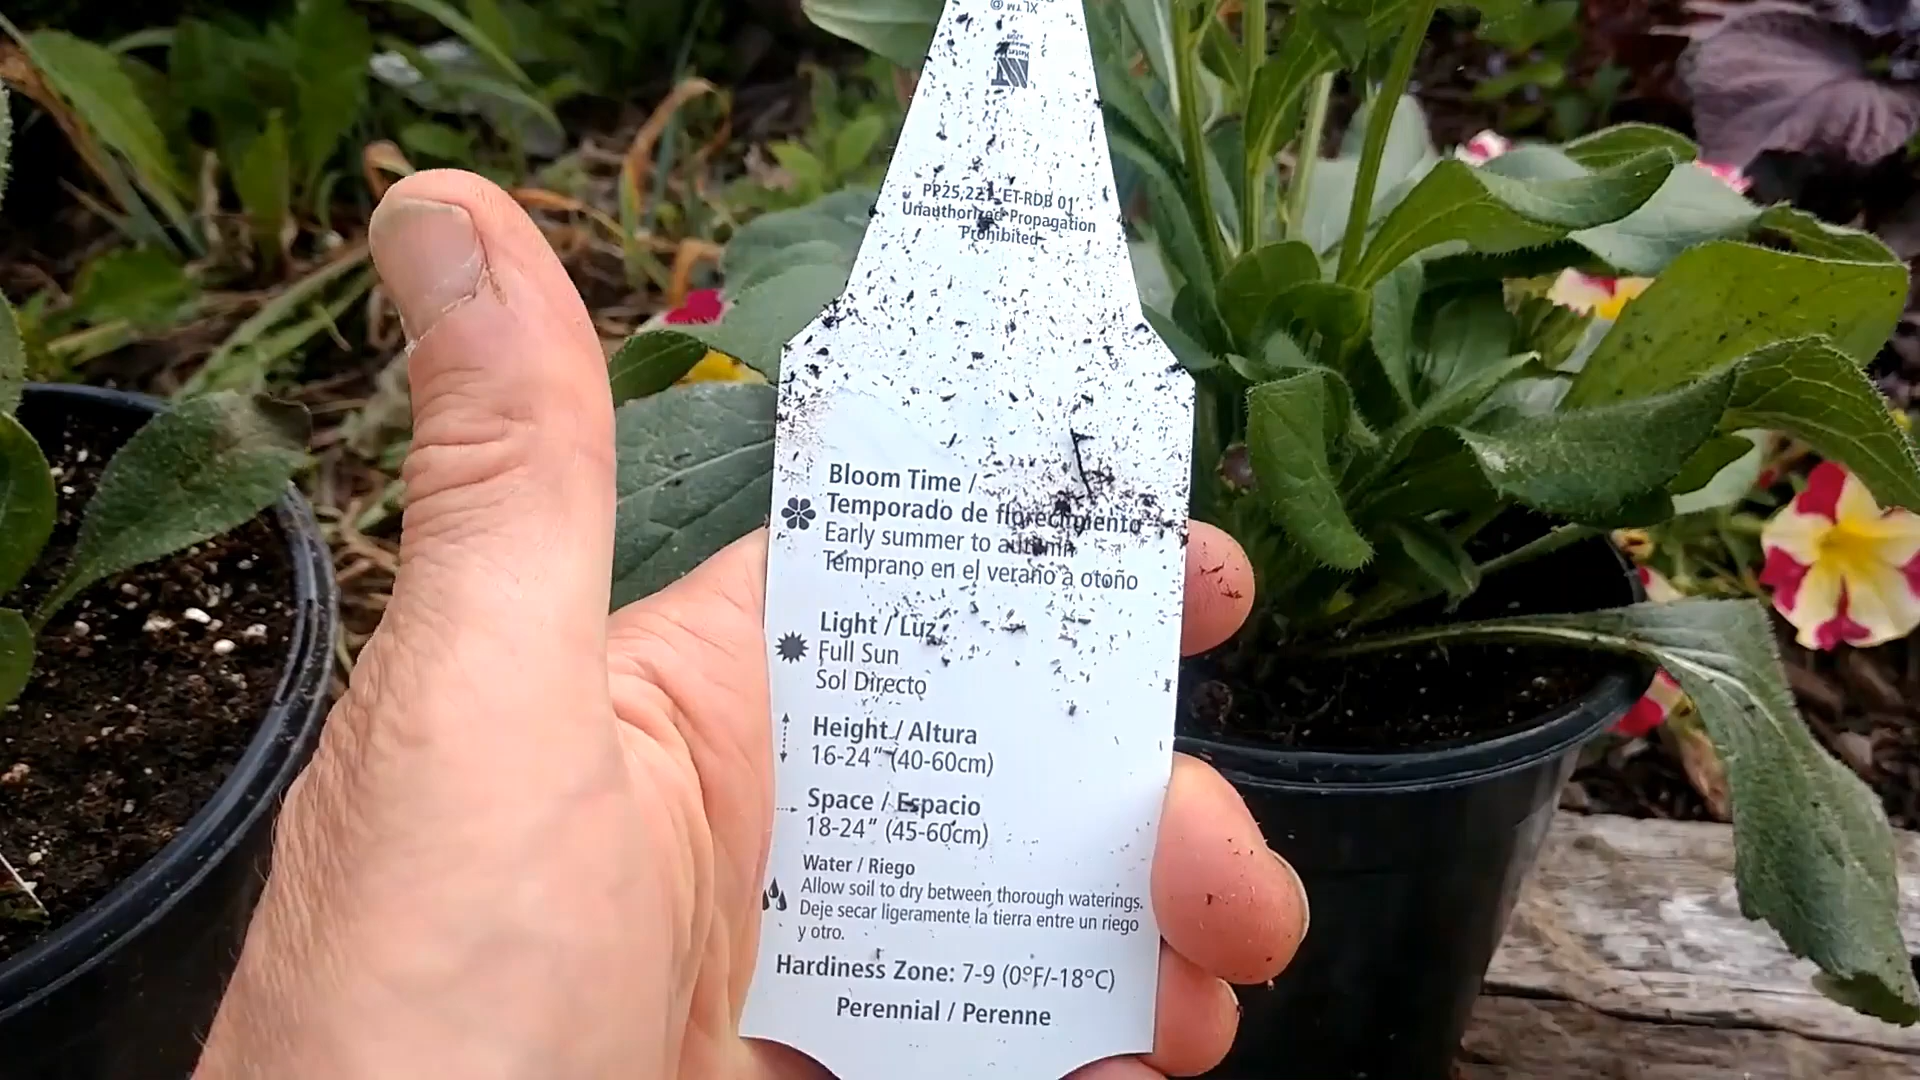 XL™
PP25,221 'ET-RDB 01'
Unauthorized Propagation
Prohibited
Bloom Time /
Temporado de florecimiento
Early summer to autumn
Temprano en el verano a otoño
Light / Luz
Full Sun
Sol Directo
Height / Altura
16-24” (40-60cm)
Space / Espacio
18-24” (45-60cm)
Water / Riego
Allow soil to dry between thorough waterings.
Deje secar ligeramente la tierra entre un riego
y otro.
Hardiness Zone: 7-9 (0°F/-18°C)
Perennial / Perenne